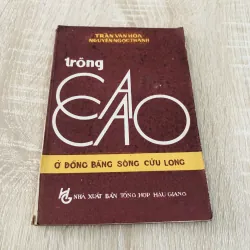 TRẦN VĂN HÒA
NGUYỄN NGỌC THANH
trồng
CA
CAO
Ở ĐỒNG BẰNG SÔNG CỬU LONG
NHÀ XUẤT BẢN TỔNG HỢP HẬU GIANG